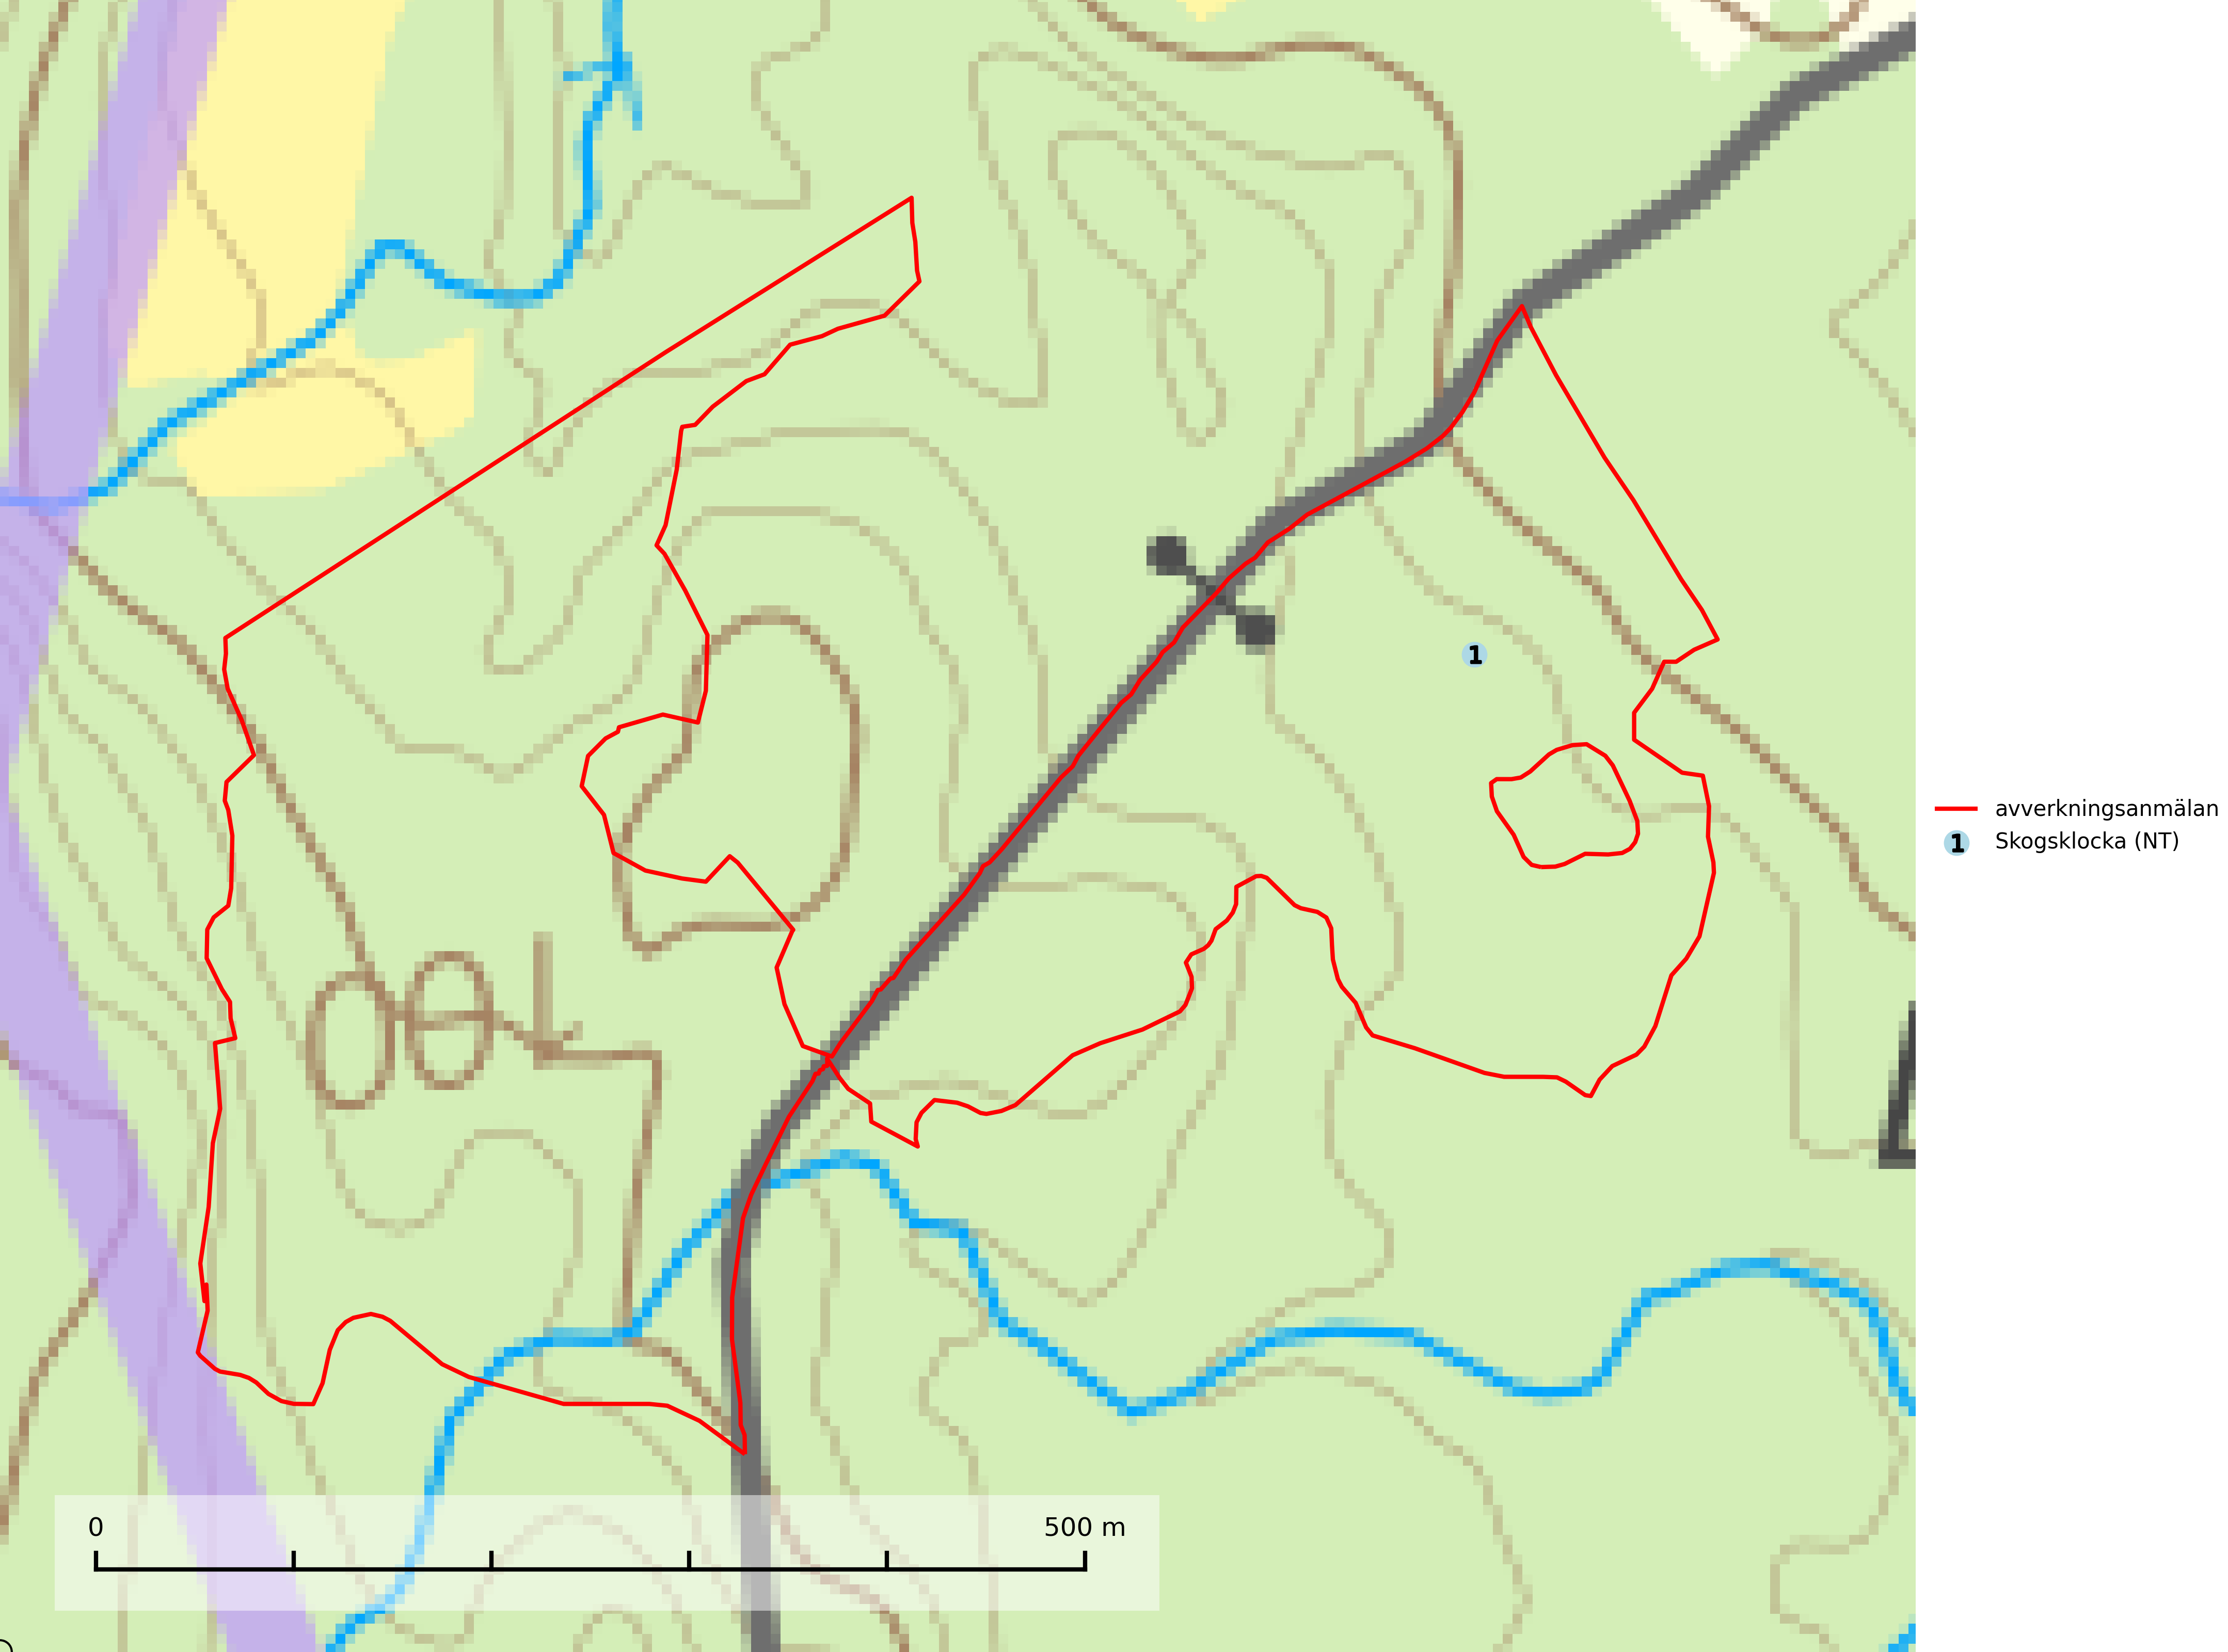 1
avverkningsanmälan
1 Skogsklocka (NT)
0 500 m